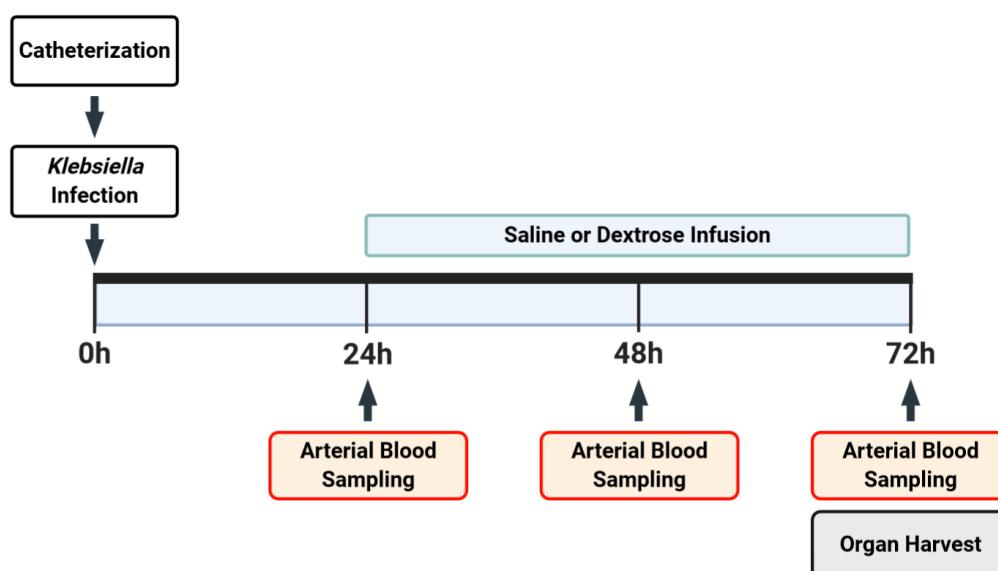 Catheterization
Klebsiella
Infection
Saline or Dextrose Infusion
0h
24h
48h
72h
Arterial Blood
Sampling
Arterial Blood
Sampling
Arterial Blood
Sampling
Organ Harvest